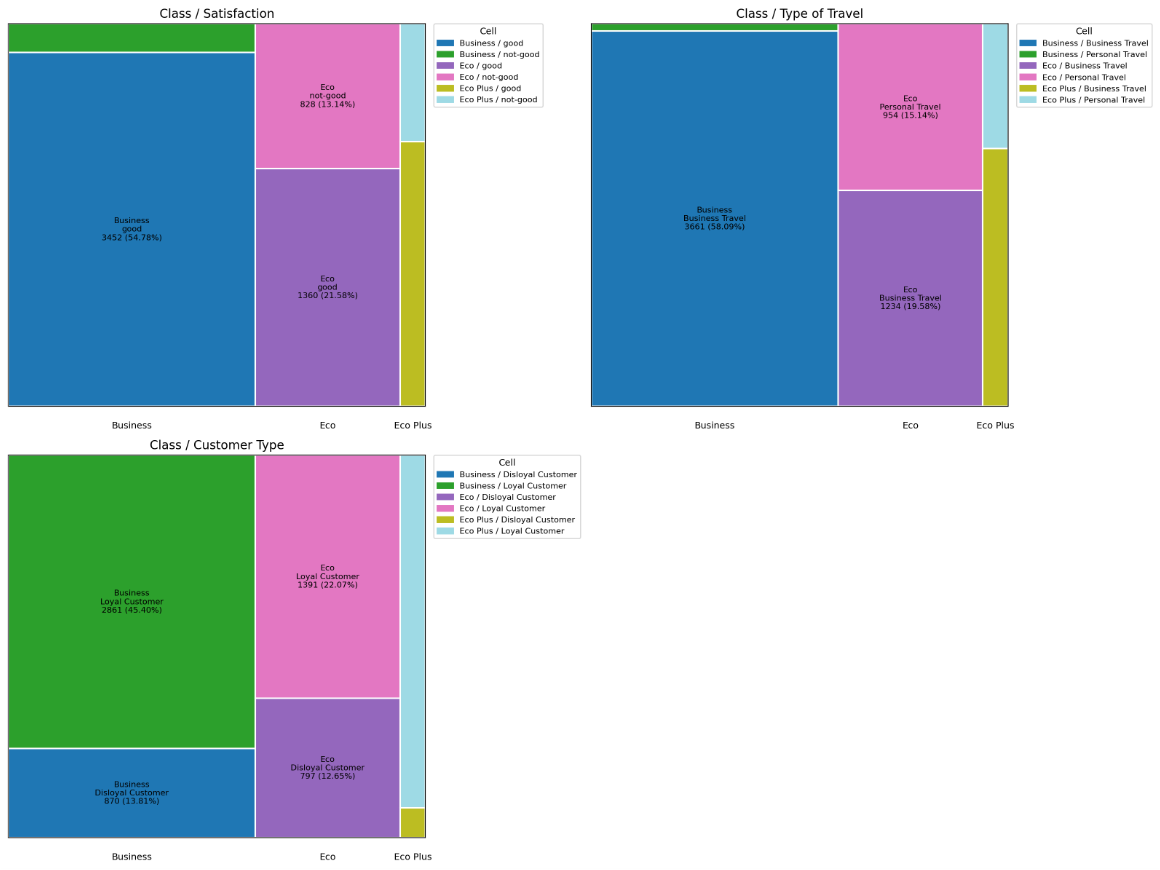 Class / Satisfaction
Business
good
3452 (54.78%)
Eco
not-good
828 (13.14%)
Eco
good
1360 (21.58%)
Business
Eco
Eco Plus
Cell
Business / good
Business / not-good
Eco / good
Eco / not-good
Eco Plus / good
Eco Plus / not-good
Class / Type of Travel
Business
Business Travel
3661 (58.09%)
Eco
Personal Travel
954 (15.14%)
Eco
Business Travel
1234 (19.58%)
Business
Eco
Eco Plus
Cell
Business / Business Travel
Business / Personal Travel
Eco / Business Travel
Eco / Personal Travel
Eco Plus / Business Travel
Eco Plus / Personal Travel
Class / Customer Type
Business
Loyal Customer
2861 (45.40%)
Business
Disloyal Customer
870 (13.81%)
Eco
Loyal Customer
1391 (22.07%)
Eco
Disloyal Customer
797 (12.65%)
Business
Eco
Eco Plus
Cell
Business / Disloyal Customer
Business / Loyal Customer
Eco / Disloyal Customer
Eco / Loyal Customer
Eco Plus / Disloyal Customer
Eco Plus / Loyal Customer